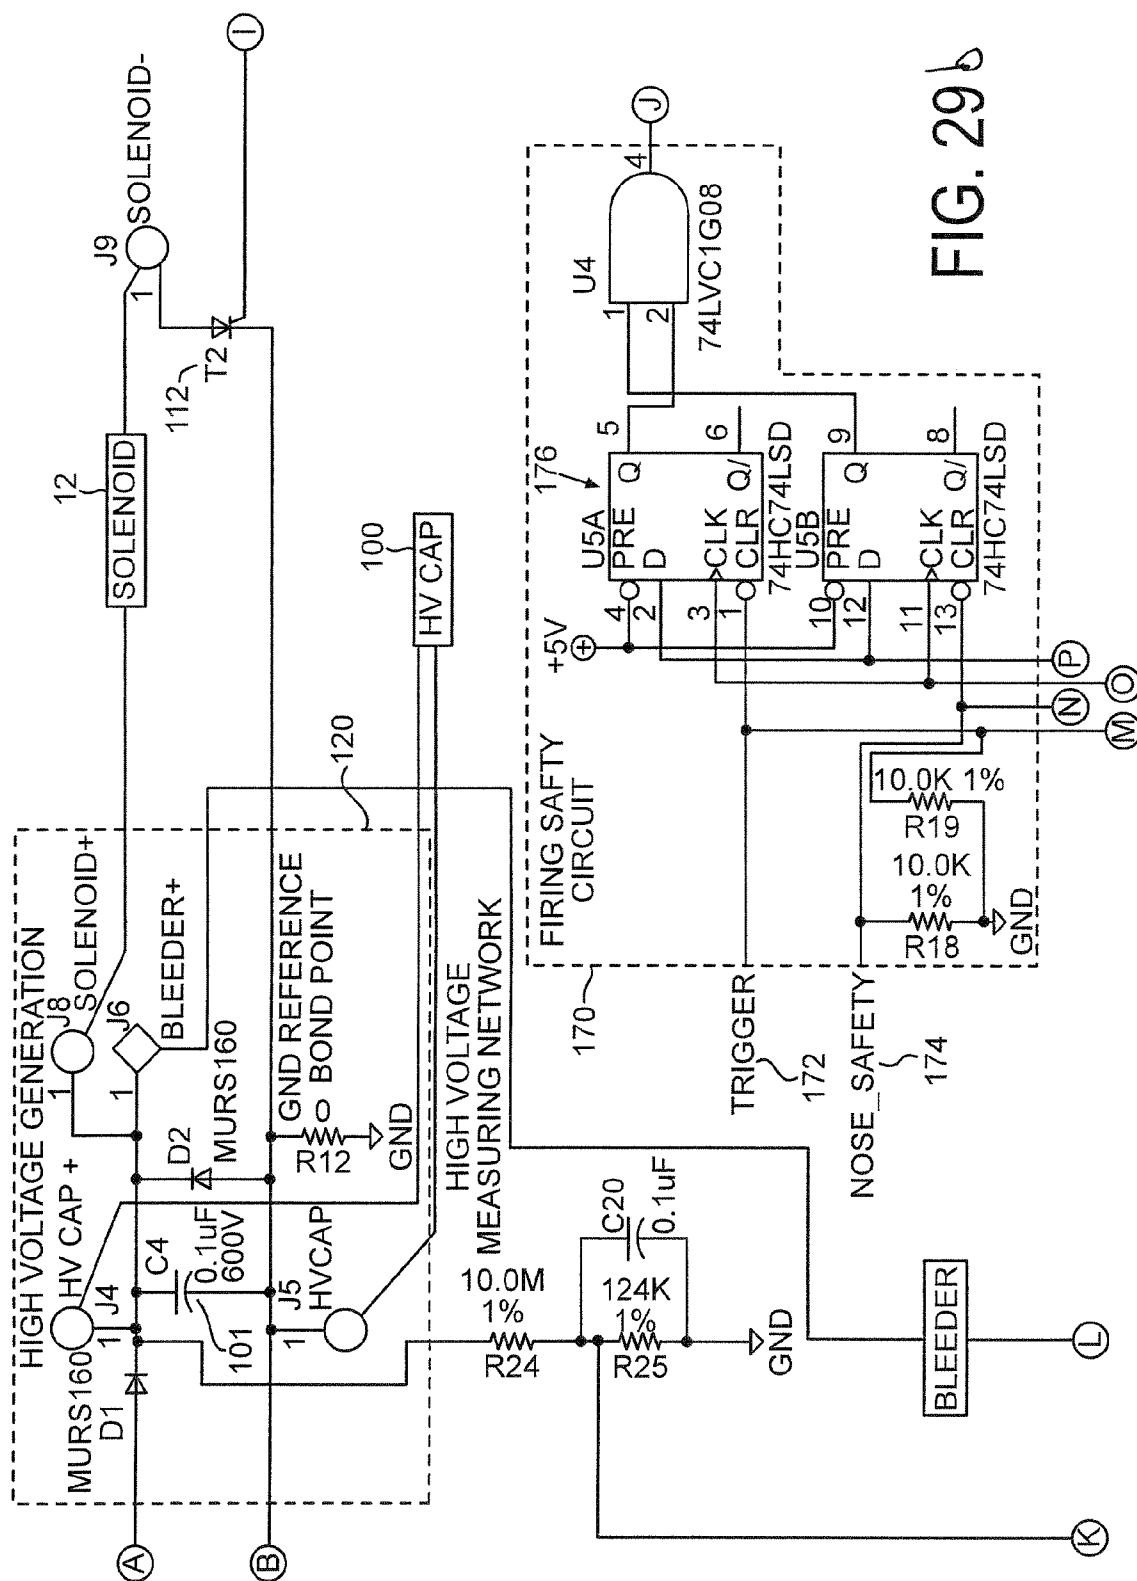 HIGH VOLTAGE GENERATION
MURS160
D1
HV CAP +
J4
1
C4
0.1uF
600V
101
J5
HVCAP
1
D2
MURS160
J8
SOLENOID+
1
J6
BLEEDER+
1
GND REFERENCE
BOND POINT
O
R12
GND
120
A
B
12
SOLENOID
J9
SOLENOID-
1
112
T2
I
100
HV CAP
HIGH VOLTAGE
MEASURING NETWORK
10.0M
1%
R24
C20
0.1uF
124K
1%
R25
GND
BLEEDER
K
L
FIRING SAFTY
CIRCUIT
170
TRIGGER
172
NOSE_SAFETY
174
10.0K 1%
R19
10.0K
1%
R18
GND
+5V
176
U5A
4
PRE
Q
5
2
D
3
CLK
1
CLR
Q/
6
74HC74LSD
U5B
10
PRE
Q
9
12
D
11
CLK
13
CLR
Q/
8
74HC74LSD
U4
1
2
4
74LVC1G08
J
M
N
O
P
FIG. 29b